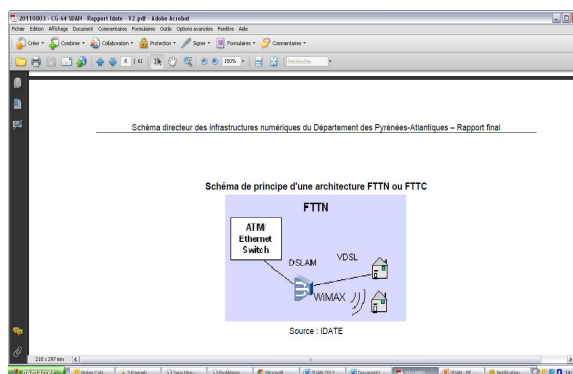 20110803 - CG 64 SDAN - Rapport Idate - V2.pdf - Adobe Acrobat
Fichier Edition Affichage Document Commentaires Formulaires Outils Options avancées Fenêtre Aide
Créer Combiner Collaboration Protection Signer Formulaires Commentaires
8 / 61 150% Rechercher
Schéma directeur des infrastructures numériques du Département des Pyrénées-Atlantiques – Rapport final
Schéma de principe d'une architecture FTTN ou FTTC
FTTN
ATM/
Ethernet
Switch
DSLAM
VDSL
WiMAX
Source : IDATE
210 x 297 mm